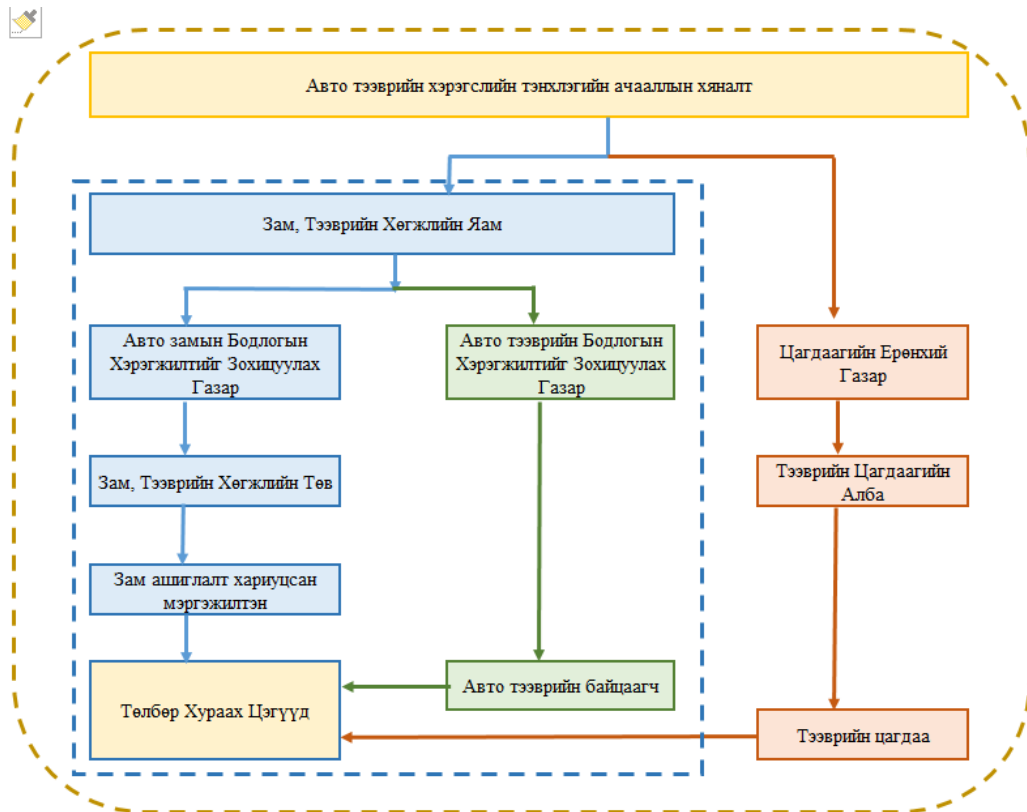 Авто тээврийн хэрэгслийн тэнхлэгийн ачааллын хяналт
Зам, Тээврийн Хөгжлийн Яам
Авто замын Бодлогын
Хэрэгжилтийг Зохицуулах
Газар
Авто тээврийн Бодлогын
Хэрэгжилтийг Зохицуулах
Газар
Цагдаагийн Ерөнхий
Газар
Зам, Тээврийн Хөгжлийн Төв
Тээврийн Цагдаагийн
Алба
Зам ашиглалт хариуцсан
мэргэжилтэн
Төлбөр Хураах Цэгүүд
Авто тээврийн байцаагч
Тээврийн цагдаа